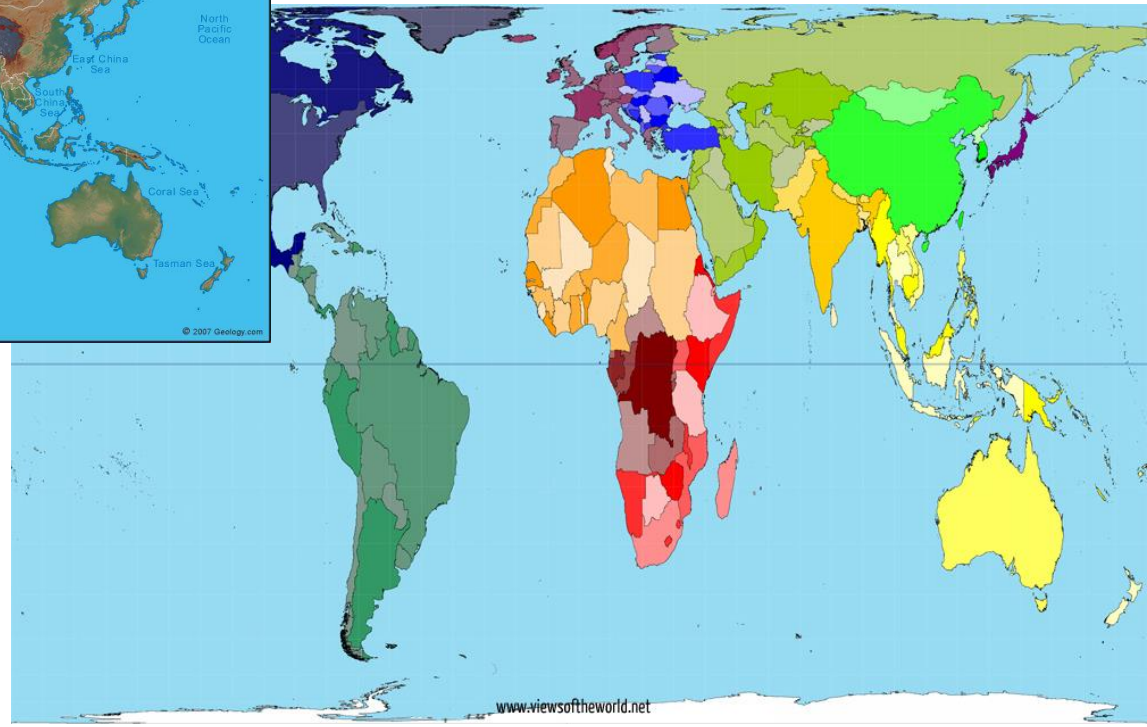 North
Pacific
Ocean
East China
Sea
South
China
Sea
Coral Sea
Tasman Sea
© 2007 Geology.com
www.viewsoftheworld.net